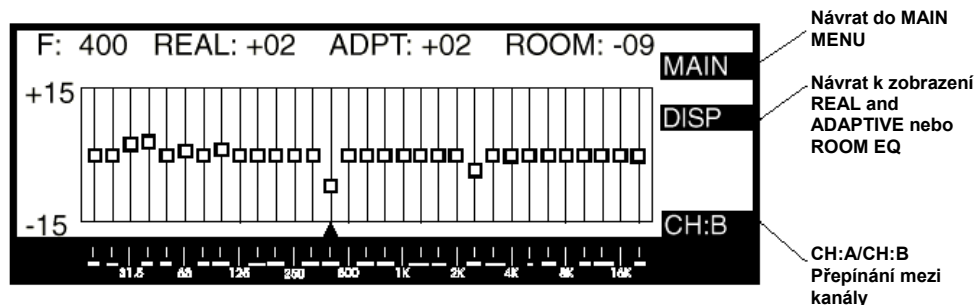 F: 400 REAL: +02 ADPT: +02 ROOM: -09
MAIN
+15
DISP
-15
CH:B
31.5 63 125 250 500 1K 2K 4K 8K 16K
Návrat do MAIN
MENU
Návrat k zobrazení
REAL and
ADAPTIVE nebo
ROOM EQ
CH:A/CH:B
Přepínání mezi
kanály